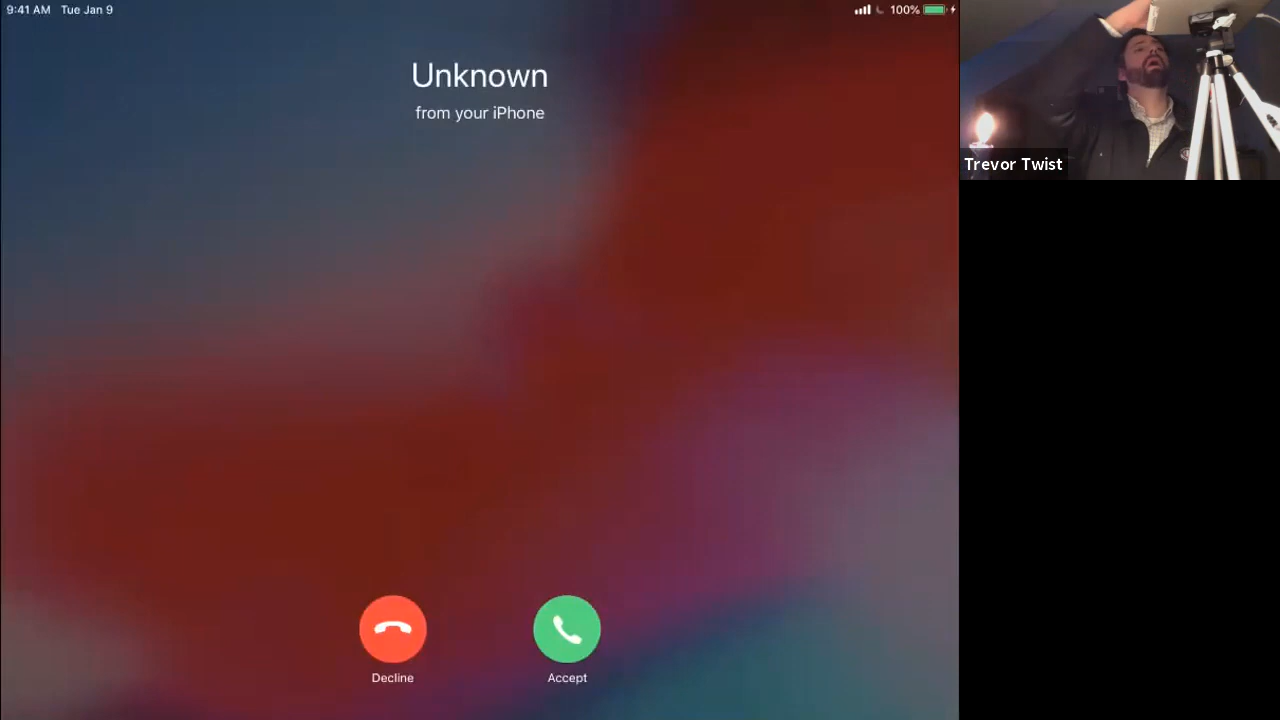 9:41 AM Tue Jan 9
100%
Unknown
from your iPhone
Trevor Twist
Decline
Accept